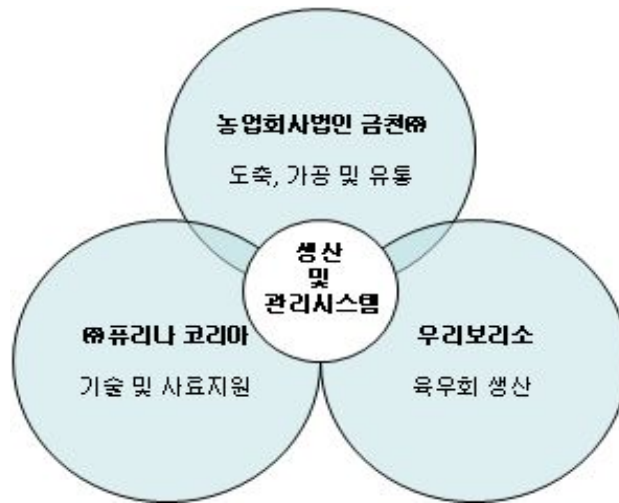 농업회사법인 금천㈜
도축, 가공 및 유통
생산
및
관리시스템
㈜퓨리나 코리아
기술 및 사료지원
우리보리소
육우회 생산